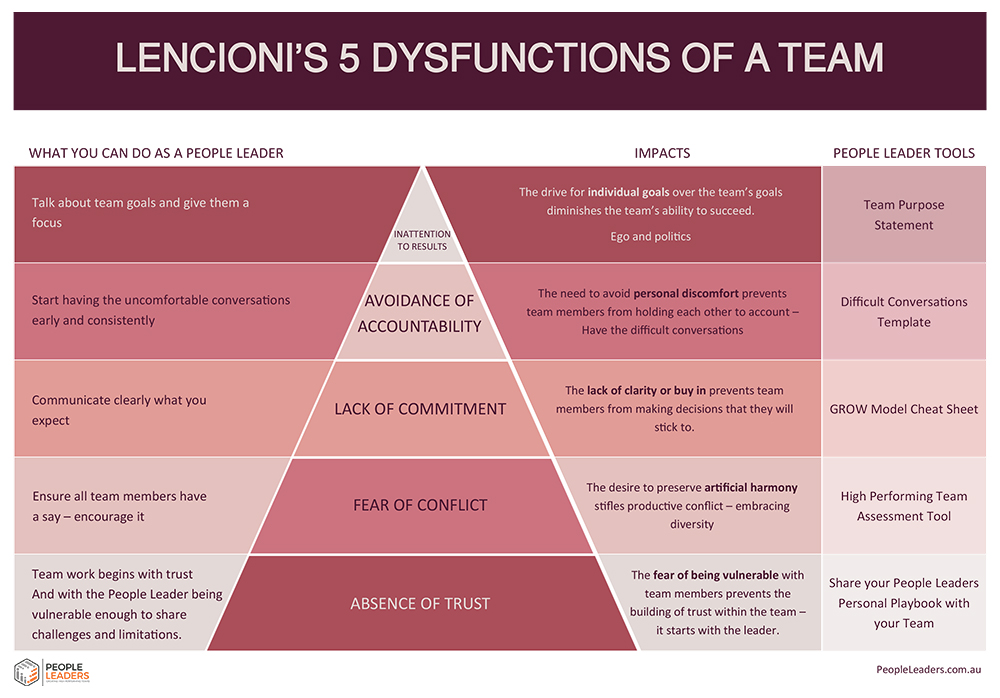 LENCIONI'S 5 DYSFUNCTIONS OF A TEAM
WHAT YOU CAN DO AS A PEOPLE LEADER
IMPACTS
PEOPLE LEADER TOOLS
Talk about team goals and give them a
focus
INATTENTION
TO RESULTS
The drive for individual goals over the team's goals
diminishes the team's ability to succeed.
Ego and politics
Team Purpose
Statement
Start having the uncomfortable conversations
early and consistently
AVOIDANCE OF
ACCOUNTABILITY
The need to avoid personal discomfort prevents
team members from holding each other to account –
Have the difficult conversations
Difficult Conversations
Template
Communicate clearly what you
expect
LACK OF COMMITMENT
The lack of clarity or buy in prevents team
members from making decisions that they will
stick to.
GROW Model Cheat Sheet
Ensure all team members have
a say – encourage it
FEAR OF CONFLICT
The desire to preserve artificial harmony
stifles productive conflict – embracing
diversity
High Performing Team
Assessment Tool
Team work begins with trust
And with the People Leader being
vulnerable enough to share
challenges and limitations.
ABSENCE OF TRUST
The fear of being vulnerable with
team members prevents the
building of trust within the team –
it starts with the leader.
Share your People Leaders
Personal Playbook with
your Team
PEOPLE
LEADERS
PeopleLeaders.com.au